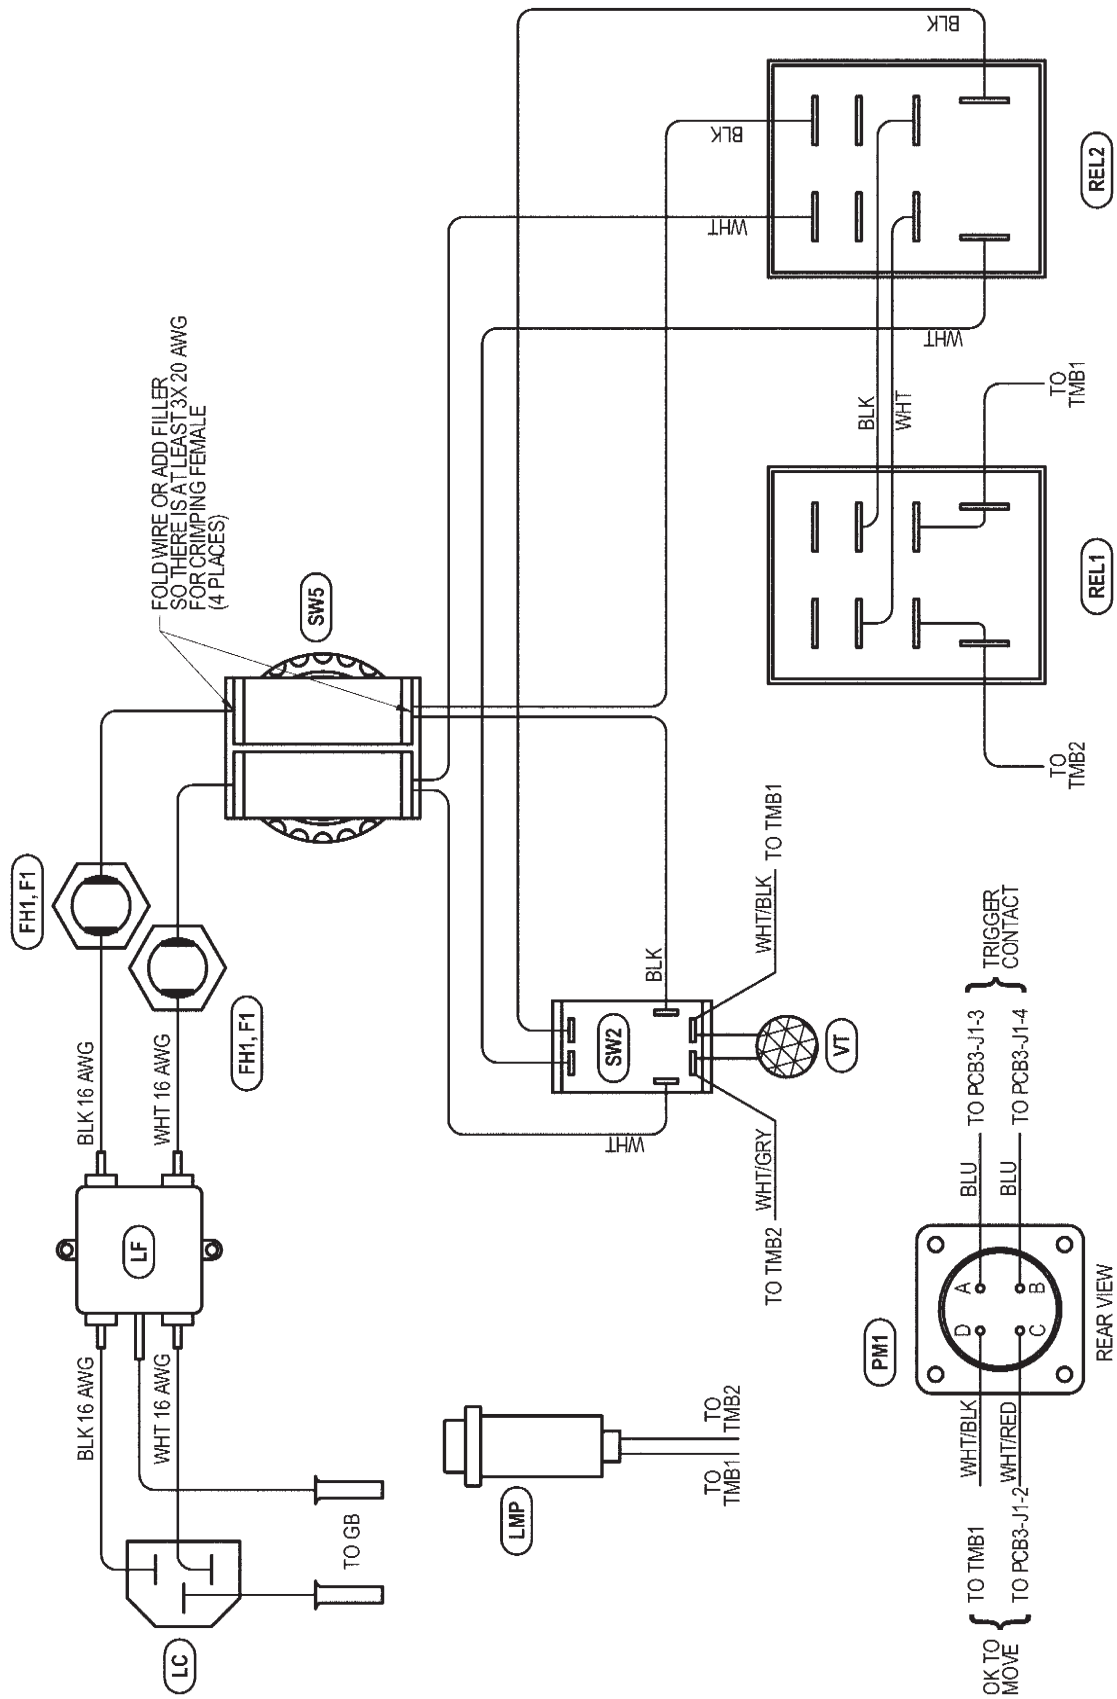 FOLD WIRE OR ADD FILLER
SO THERE IS AT LEAST 3X 20 AWG
FOR CRIMPING FEMALE
(4 PLACES)
FH1, F1
FH1, F1
BLK 16 AWG
WHT 16 AWG
LF
BLK 16 AWG
WHT 16 AWG
LC
TO GB
SW5
BLK
BLK
WHT
WHT
REL2
BLK
WHT
TO
TMB1
REL1
TO
TMB2
BLK
SW2
WHT
WHT/BLK TO TMB1
TO TMB2 WHT/GRY
VT
LMP
TO
TMB1
TO
TMB2
PM1
D
A
C
B
REAR VIEW
OK TO
MOVE
TO TMB1 WHT/BLK
TO PCB3-J1-2 WHT/RED
BLU TO PCB3-J1-3
BLU TO PCB3-J1-4
TRIGGER
CONTACT